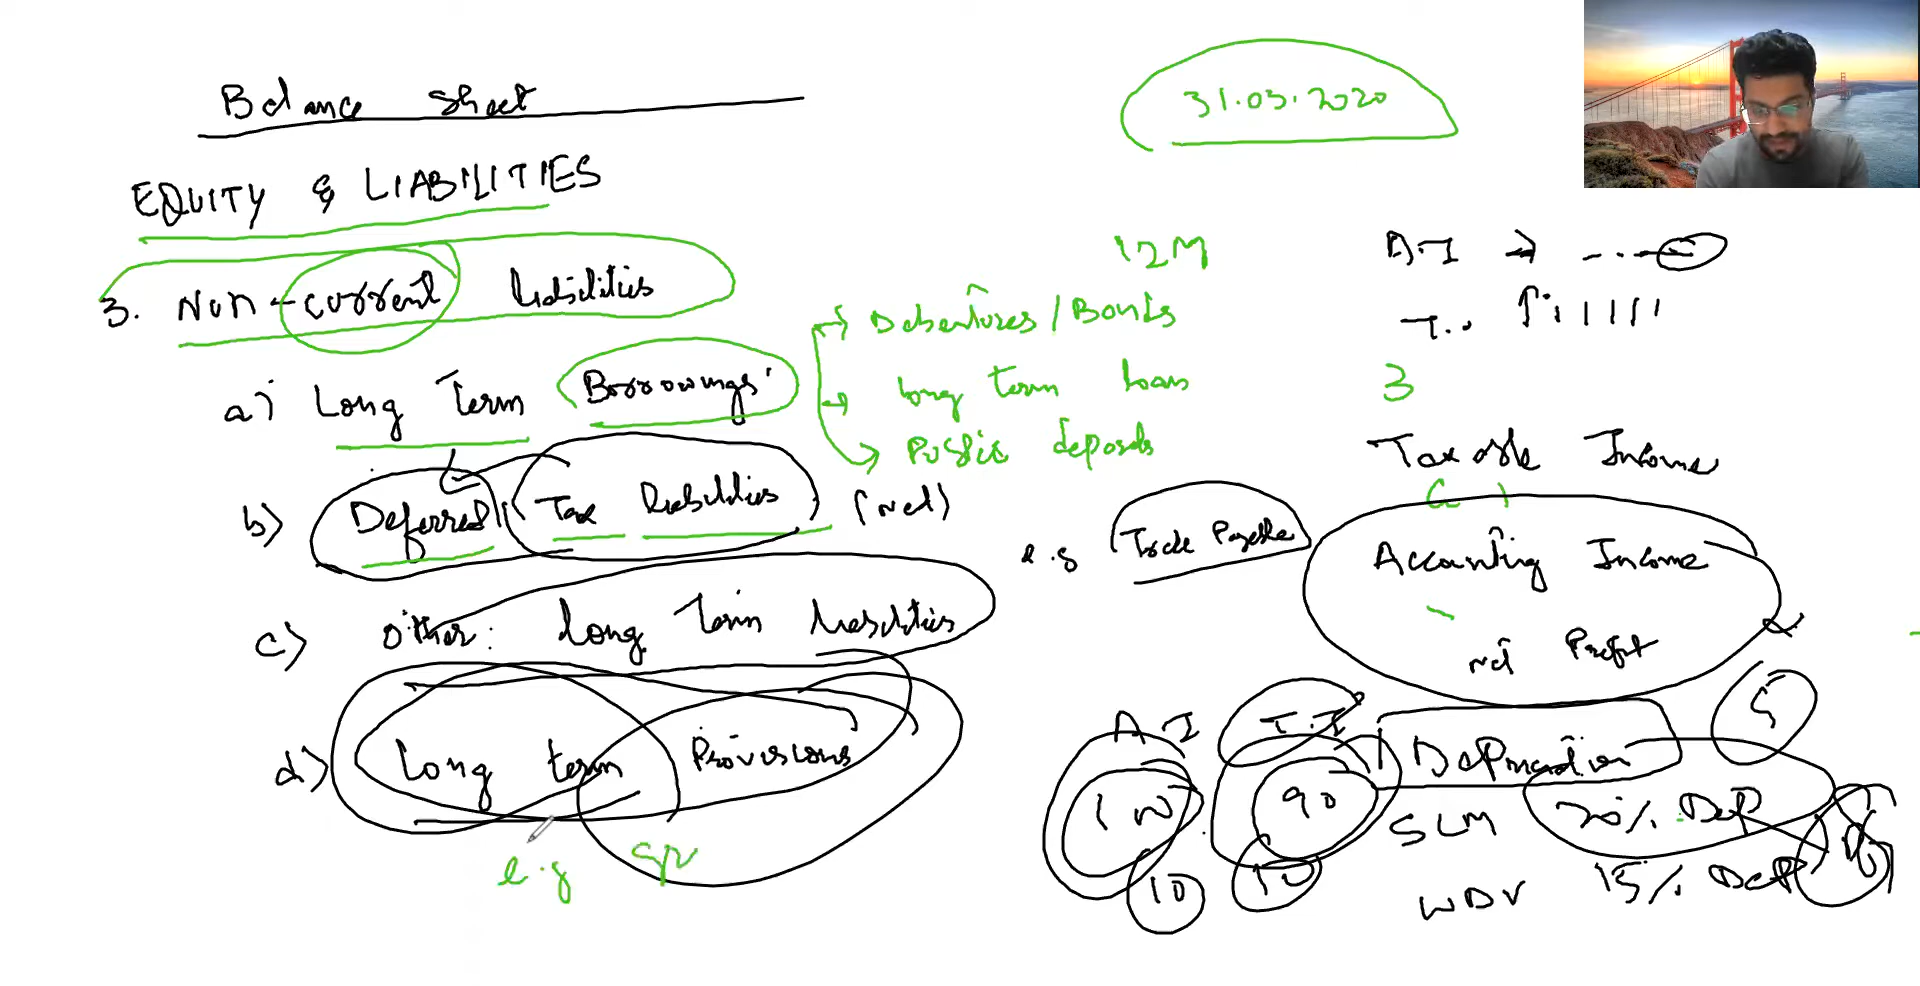 Balance Sheet
31.03.2020
EQUITY & LIABILITIES
3. Non-current liabilities
12M
A.I → ....
T..
→ Debentures / Bonds
a) Long Term Borrowings
→ long term loan
3
→ Public deposits
Taxable Income
b) Deferred Tax Liabilities (net)
e.g Trade Payable
Accounting Income
c) Other Long Term Liabilities
net Profit
A I T.I Depreciation 5
d) Long term Provisions
100 90 SLM 20% Dep
e.g
10 10 WDV 15% Dep